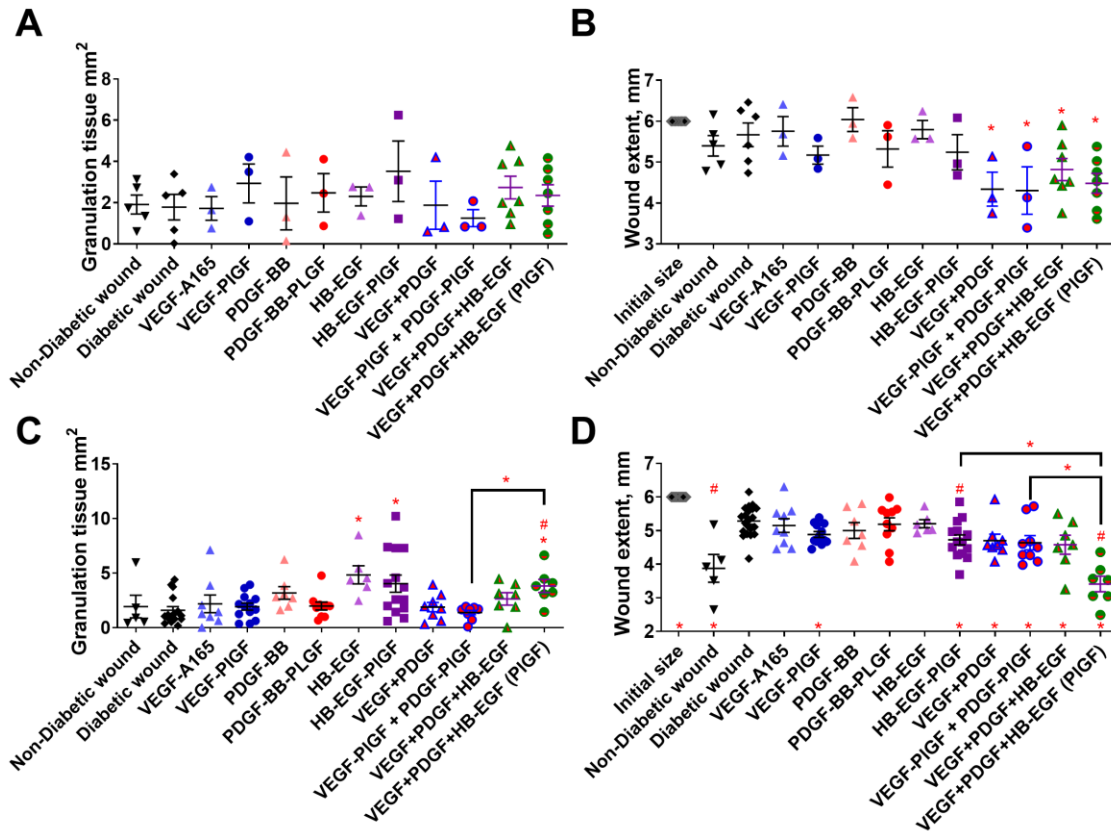 A
Granulation tissue mm²
8
6
4
2
0
Non-Diabetic wound
Diabetic wound
VEGF-A165
VEGF-PlGF
PDGF-BB
PDGF-BB-PLGF
HB-EGF
HB-EGF-PlGF
VEGF+PDGF
VEGF-PlGF + PDGF-PlGF
VEGF+PDGF+HB-EGF
VEGF+PDGF+HB-EGF (PlGF)
B
Wound extent, mm
7
6
5
4
3
* * * *
Initial size
Non-Diabetic wound
Diabetic wound
VEGF-A165
VEGF-PlGF
PDGF-BB
PDGF-BB-PLGF
HB-EGF
HB-EGF-PlGF
VEGF+PDGF
VEGF-PlGF + PDGF-PlGF
VEGF+PDGF+HB-EGF
VEGF+PDGF+HB-EGF (PlGF)
C
Granulation tissue mm²
15
10
5
0
*
* *
#
*
Non-Diabetic wound
Diabetic wound
VEGF-A165
VEGF-PlGF
PDGF-BB
PDGF-BB-PLGF
HB-EGF
HB-EGF-PlGF
VEGF+PDGF
VEGF-PlGF + PDGF-PlGF
VEGF+PDGF+HB-EGF
VEGF+PDGF+HB-EGF (PlGF)
D
Wound extent, mm
7
6
5
4
3
2
*
*
# # #
* * * * * * * *
Initial size
Non-Diabetic wound
Diabetic wound
VEGF-A165
VEGF-PlGF
PDGF-BB
PDGF-BB-PLGF
HB-EGF
HB-EGF-PlGF
VEGF+PDGF
VEGF-PlGF + PDGF-PlGF
VEGF+PDGF+HB-EGF
VEGF+PDGF+HB-EGF (PlGF)